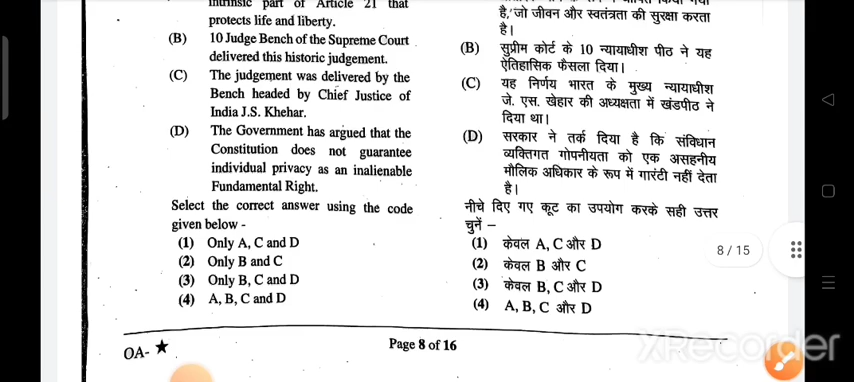 intrinsic part of Article 21 that
protects life and liberty.
(B) 10 Judge Bench of the Supreme Court
delivered this historic judgement.
(C) The judgement was delivered by the
Bench headed by Chief Justice of
India J.S. Khehar.
(D) The Government has argued that the
Constitution does not guarantee
individual privacy as an inalienable
Fundamental Right.
Select the correct answer using the code
given below -
(1) Only A, C and D
(2) Only B and C
(3) Only B, C and D
(4) A, B, C and D
है, जो जीवन और स्वतंत्रता की सुरक्षा करता
है।
(B) सुप्रीम कोर्ट के 10 न्यायाधीश पीठ ने यह
ऐतिहासिक फैसला दिया।
(C) यह निर्णय भारत के मुख्य न्यायाधीश
जे. एस. खेहार की अध्यक्षता में खंडपीठ ने
दिया था।
(D) सरकार ने तर्क दिया है कि संविधान
व्यक्तिगत गोपनीयता को एक असहनीय
मौलिक अधिकार के रूप में गारंटी नहीं देता
है।
नीचे दिए गए कूट का उपयोग करके सही उत्तर
चुनें –
(1) केवल A, C और D
(2) केवल B और C
(3) केवल B, C और D
(4) A, B, C और D
8 / 15
OA- ★
Page 8 of 16
XRecorder